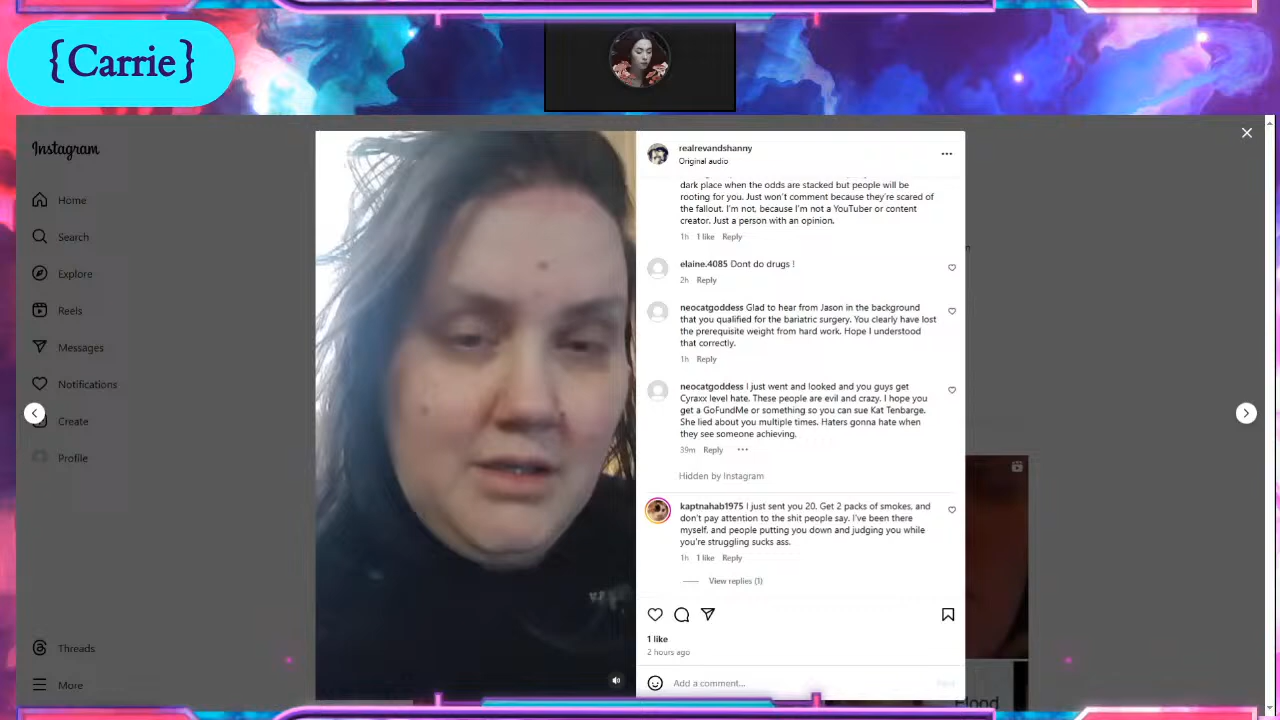 {Carrie}
Instagram
Home
Search
Explore
Reels
Messages
Notifications
Create
Profile
Threads
More
realrevandshanny
Original audio
dark place when the odds are stacked but people will be
rooting for you. Just won't comment because they're scared of
the fallout. I'm not, because I'm not a YouTuber or content
creator. Just a person with an opinion.
1h 1 like Reply
elaine.4085 Dont do drugs !
2h Reply
neocatgoddess Glad to hear from Jason in the background
that you qualified for the bariatric surgery. You clearly have lost
the prerequisite weight from hard work. Hope I understood
that correctly.
1h Reply
neocatgoddess I just went and looked and you guys get
Cyraxx level hate. These people are evil and crazy. I hope you
get a GoFundMe or something so you can sue Kat Tenbarge.
She lied about you multiple times. Haters gonna hate when
they see someone achieving.
39m Reply
Hidden by Instagram
kaptnahab1975 I just sent you 20. Get 2 packs of smokes, and
don't pay attention to the shit people say. I've been there
myself, and people putting you down and judging you while
you're struggling sucks ass.
1h 1 like Reply
View replies (1)
1 like
2 hours ago
Add a comment...